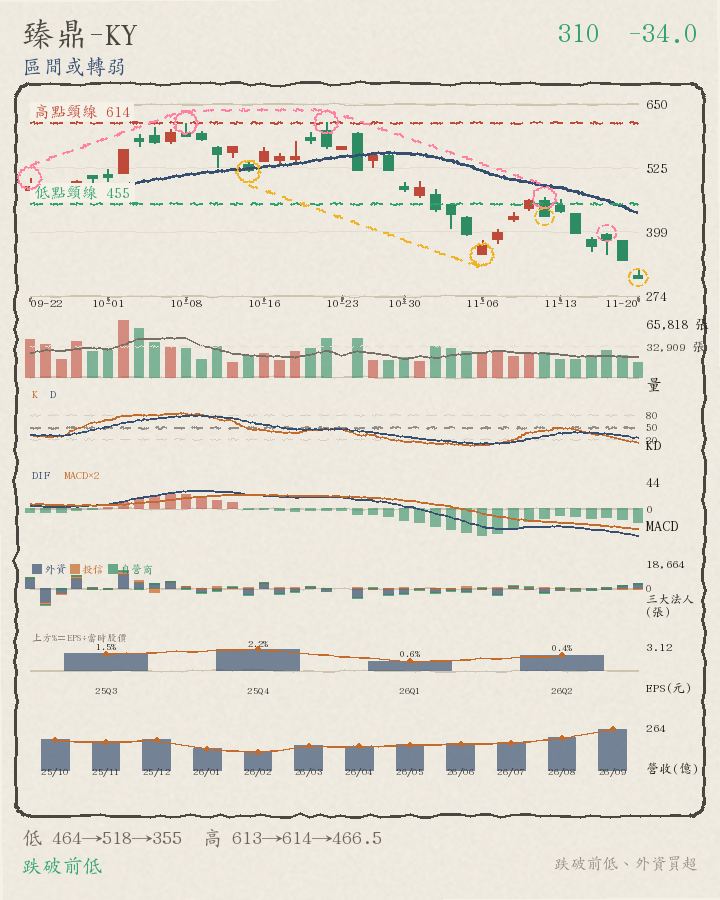 臻鼎-KY
310 -34.0
區間或轉弱
高點頸線 614
650
525
低點頸線 455
399
274
09-22 10-01 10-08 10-16 10-23 10-30 11-06 11-13 11-20
65,818 張
32,909 張
量
K D
80
50
20
KD
DIF MACD×2
44
0
MACD
外資 投信 自營商
18,664
0
三大法人
(張)
上方%=EPS÷當時股價
1.5% 2.2% 0.6% 0.4%
3.12
25Q3 25Q4 26Q1 26Q2
EPS(元)
264
25/10 25/11 25/12 26/01 26/02 26/03 26/04 26/05 26/06 26/07 26/08 26/09
營收(億)
低 464→518→355 高 613→614→466.5
跌破前低
跌破前低、外資買超